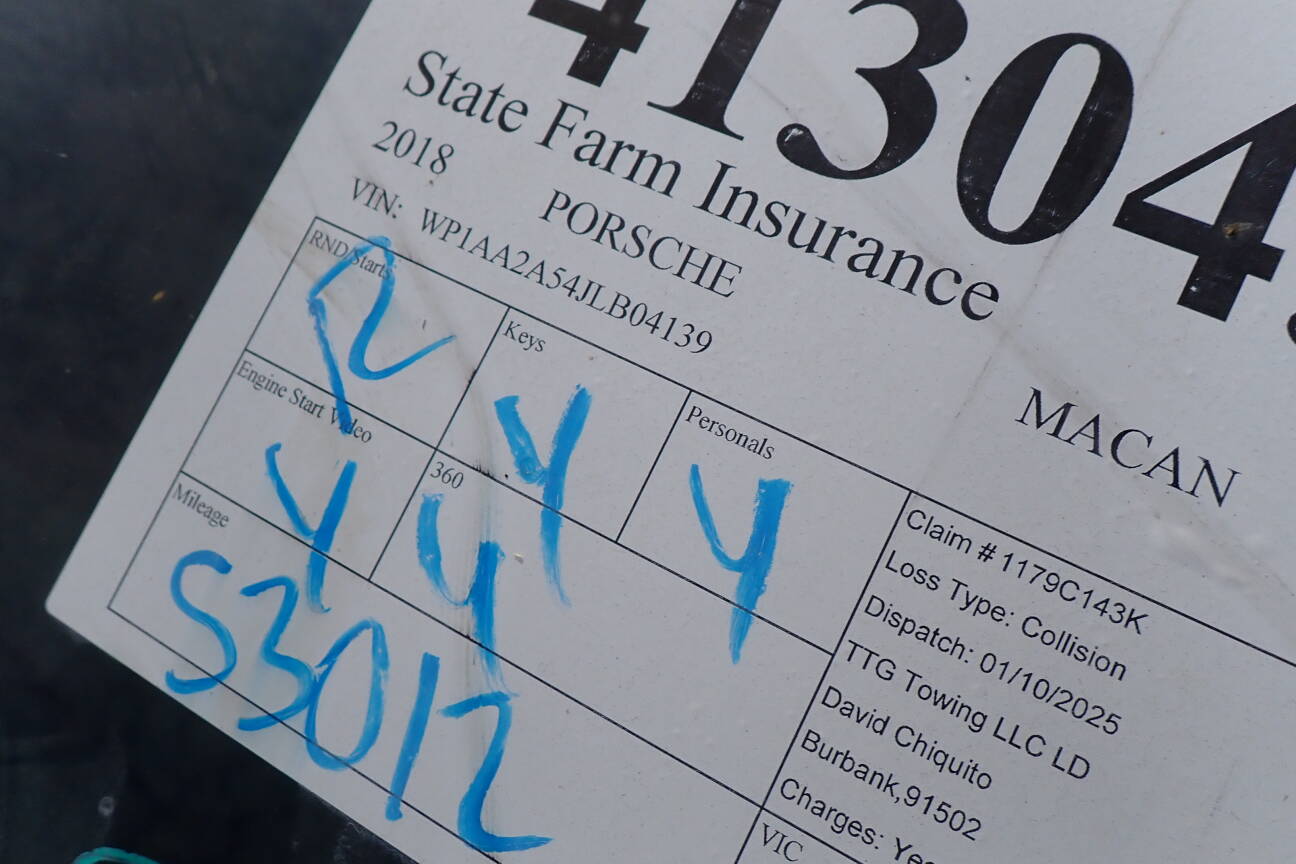 41304
State Farm Insurance
2018 PORSCHE MACAN
VIN: WP1AA2A54JLB04139
RND/Starts R
Keys Y
Personals Y
Engine Start Video Y
360 Y
Mileage 53012
Claim # 1179C143K
Loss Type: Collision
Dispatch: 01/10/2025
TTG Towing LLC LD
David Chiquito
Burbank,91502
Charges:
VIC